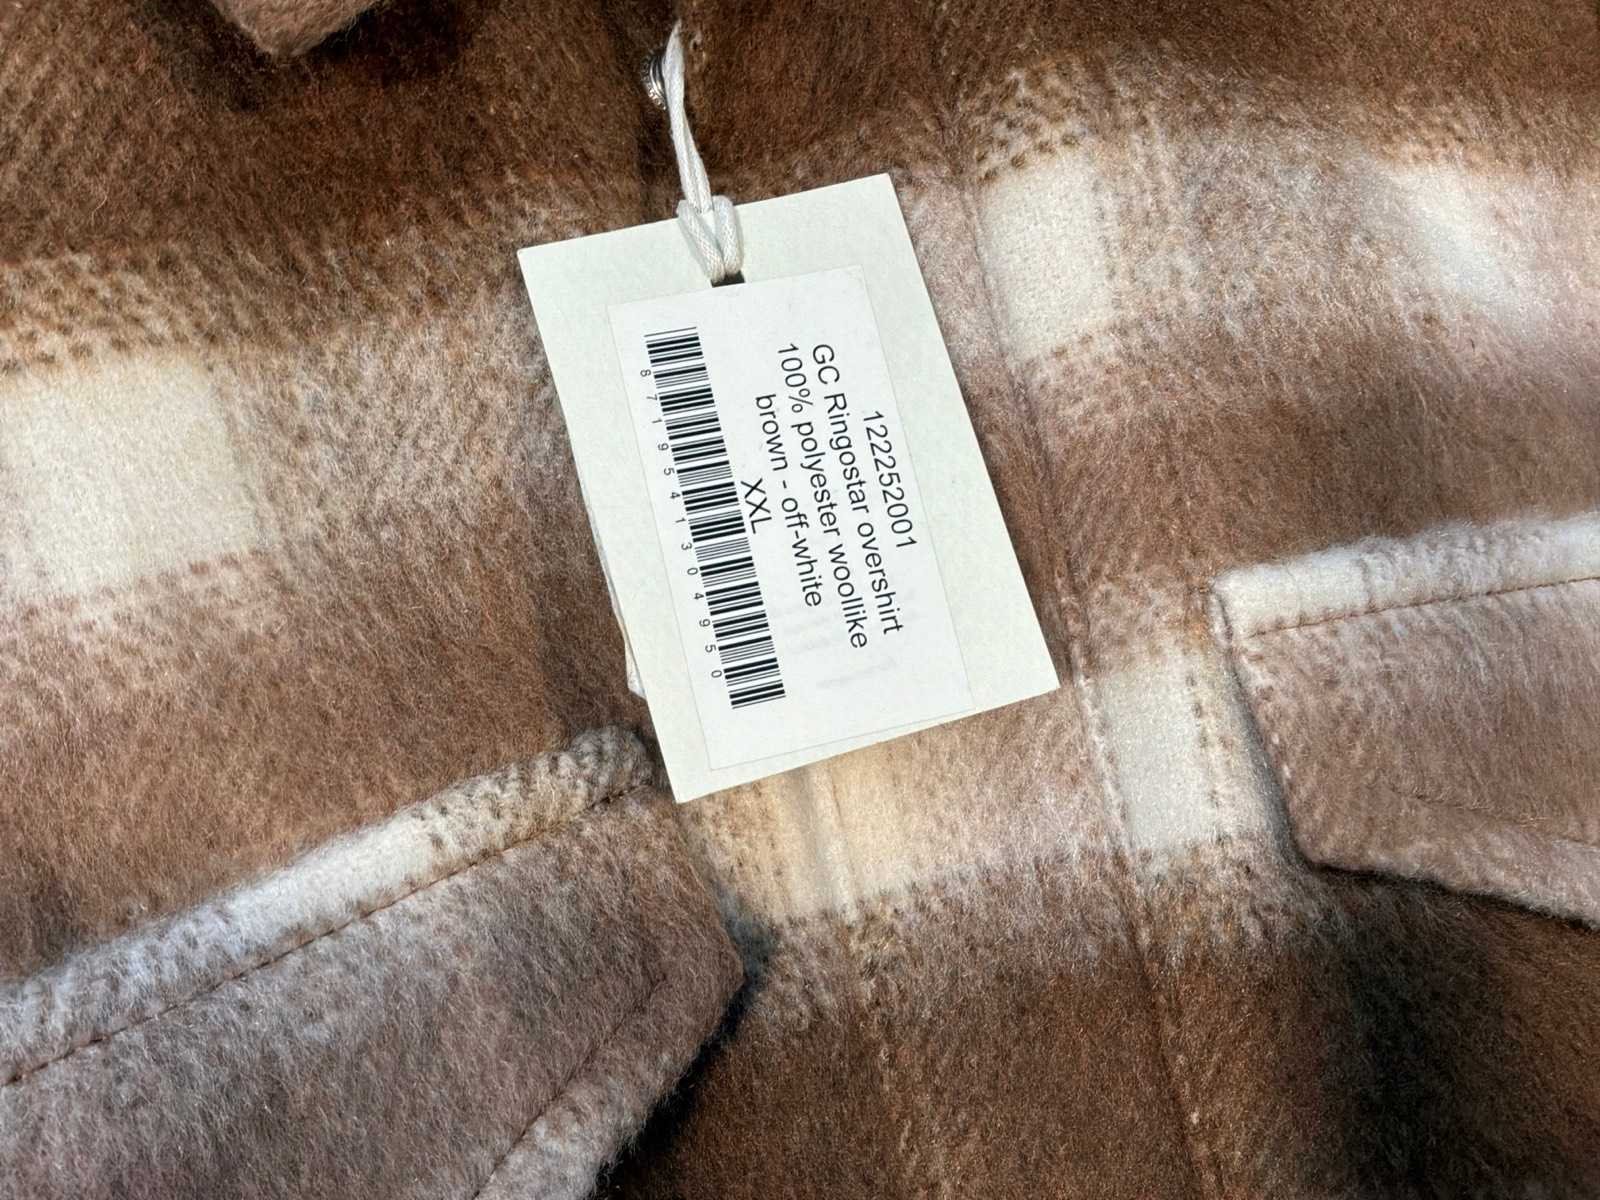 122252001
GC Ringostar overshirt
100% polyester woollike
brown - off-white
XXL
8719541304950